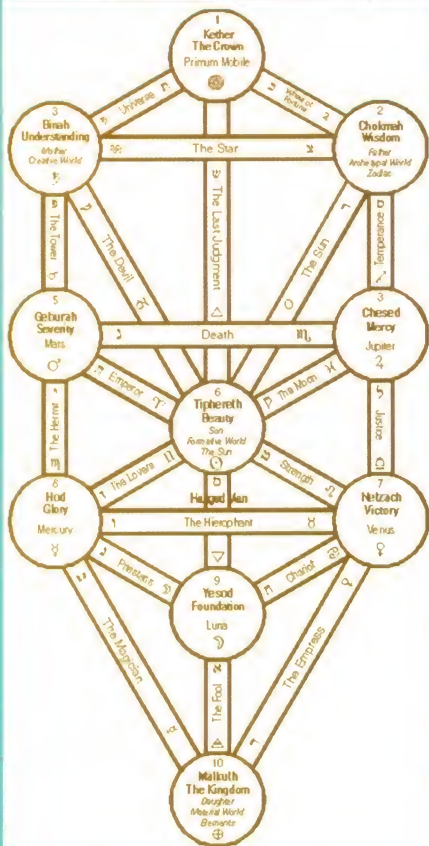 1
Kether
The Crown
Primum Mobile
3
Binah
Understanding
Mother
Creative World
♄
Universe
ת
Wheel of
Fortune
כ
2
Chokmah
Wisdom
Father
Archetypal World
Zodiac
♒
The Star
צ
The Tower
The Devil
♑
ש
The Last Judgment
△
ר
The Sun
☉
Temperance
♐
5
Geburah
Severity
Mars
♂
נ
Death
♏
3
Chesed
Mercy
Jupiter
♃
Emperor
♈
6
Tiphereth
Beauty
Son
Formative World
The Sun
☉
ק
The Moon
♓
The Hermit
♍
ל
Justice
8
Hod
Glory
Mercury
☿
The Lovers
♊
Hanged Man
Strength
♌
ו
The Hierophant
♉
7
Netzach
Victory
Venus
♀
▽
Priestess
Chariot
9
Yesod
Foundation
Luna
☽
The Magician
א
The Fool
The Empress
10
Malkuth
The Kingdom
Daughter
Material World
Elements
⊕